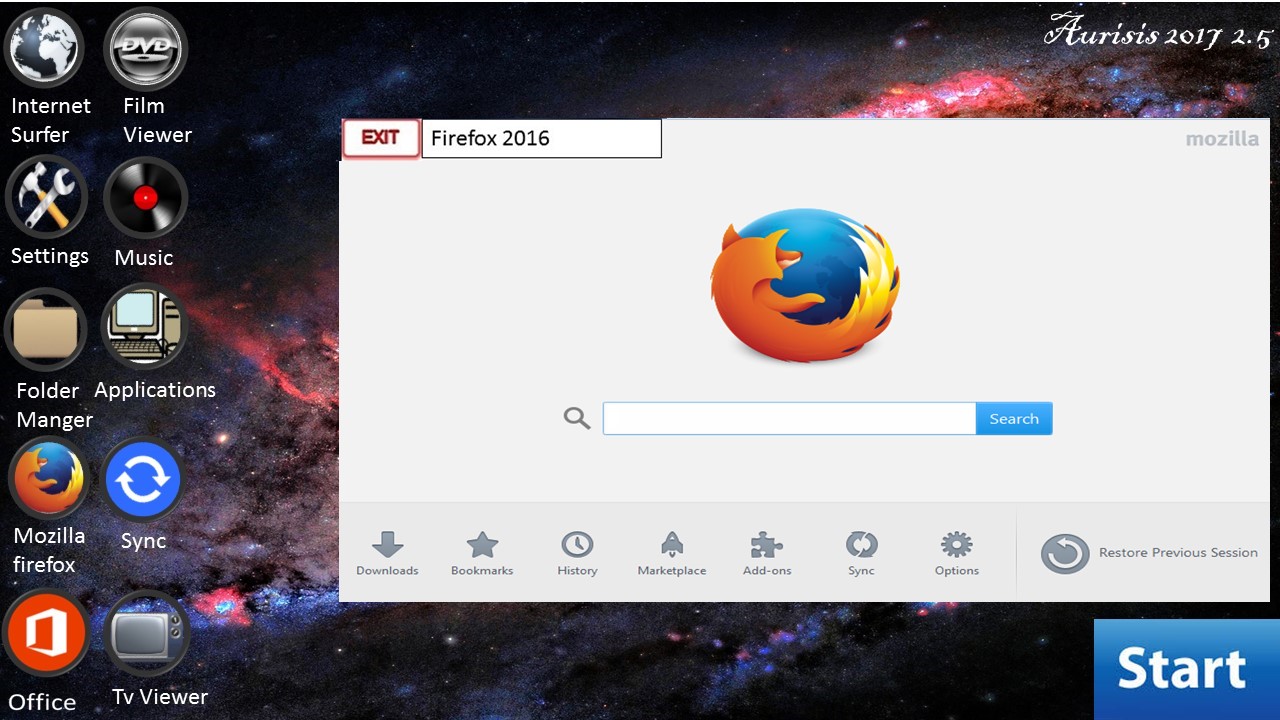 Aurisis 2017 2.5
Internet
Surfer
DVD
Film
Viewer
Settings
Music
Folder
Manger
Applications
Mozilla
firefox
Sync
Office
Tv Viewer
EXIT
Firefox 2016
mozilla
Search
Downloads
Bookmarks
History
Marketplace
Add-ons
Sync
Options
Restore Previous Session
Start